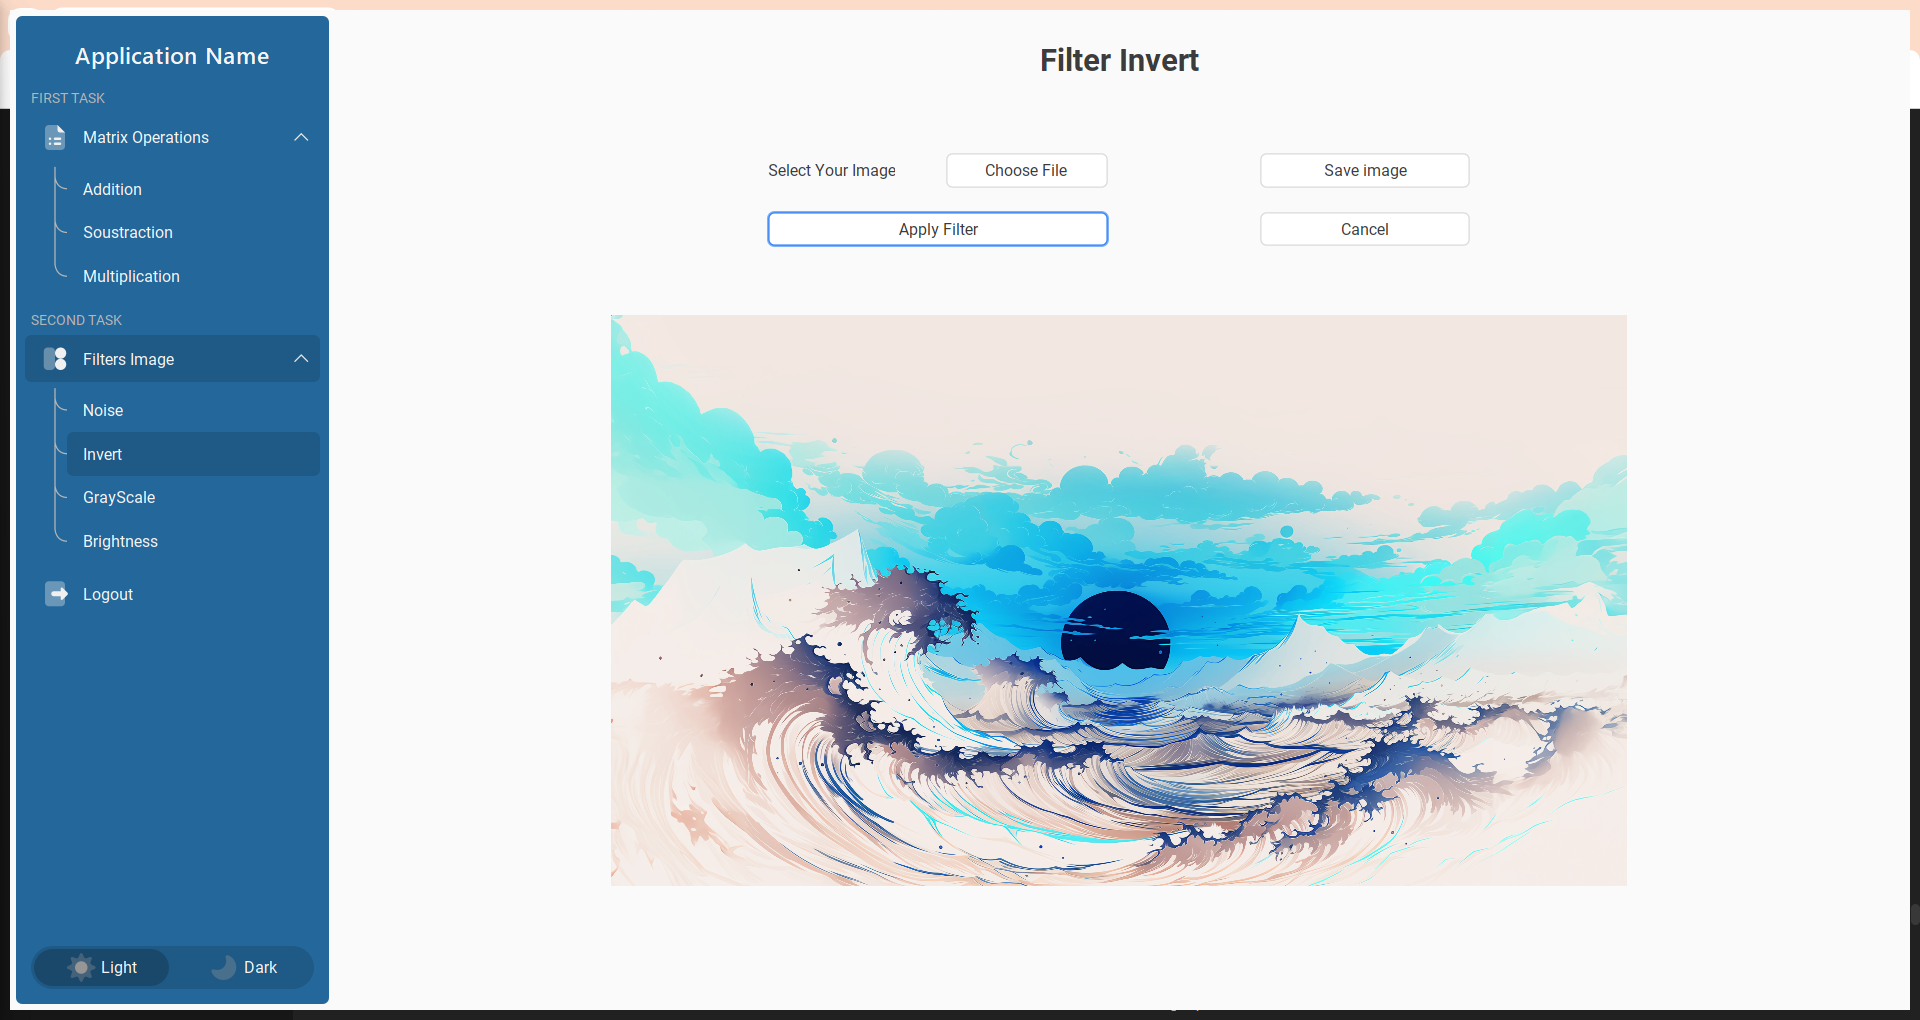 Application Name
FIRST TASK
Matrix Operations
Addition
Soustraction
Multiplication
SECOND TASK
Filters Image
Noise
Invert
GrayScale
Brightness
Logout
Light
Dark
Filter Invert
Select Your Image
Choose File
Save image
Apply Filter
Cancel